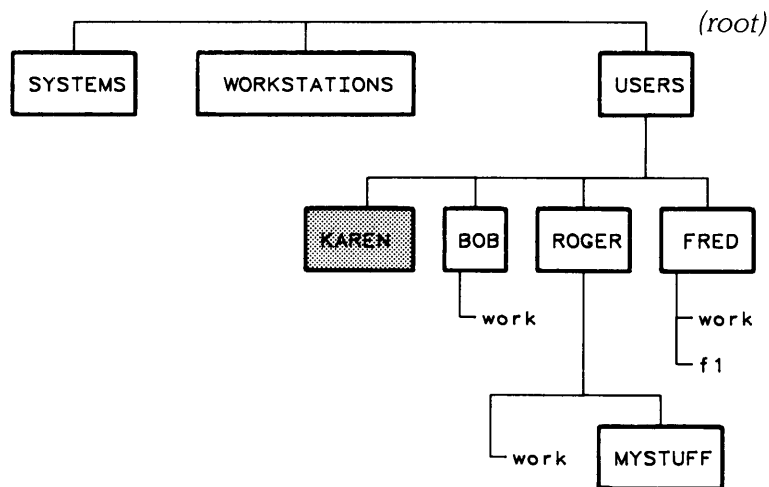 (root)
SYSTEMS WORKSTATIONS USERS
KAREN BOB ROGER FRED
work work
f1
work MYSTUFF